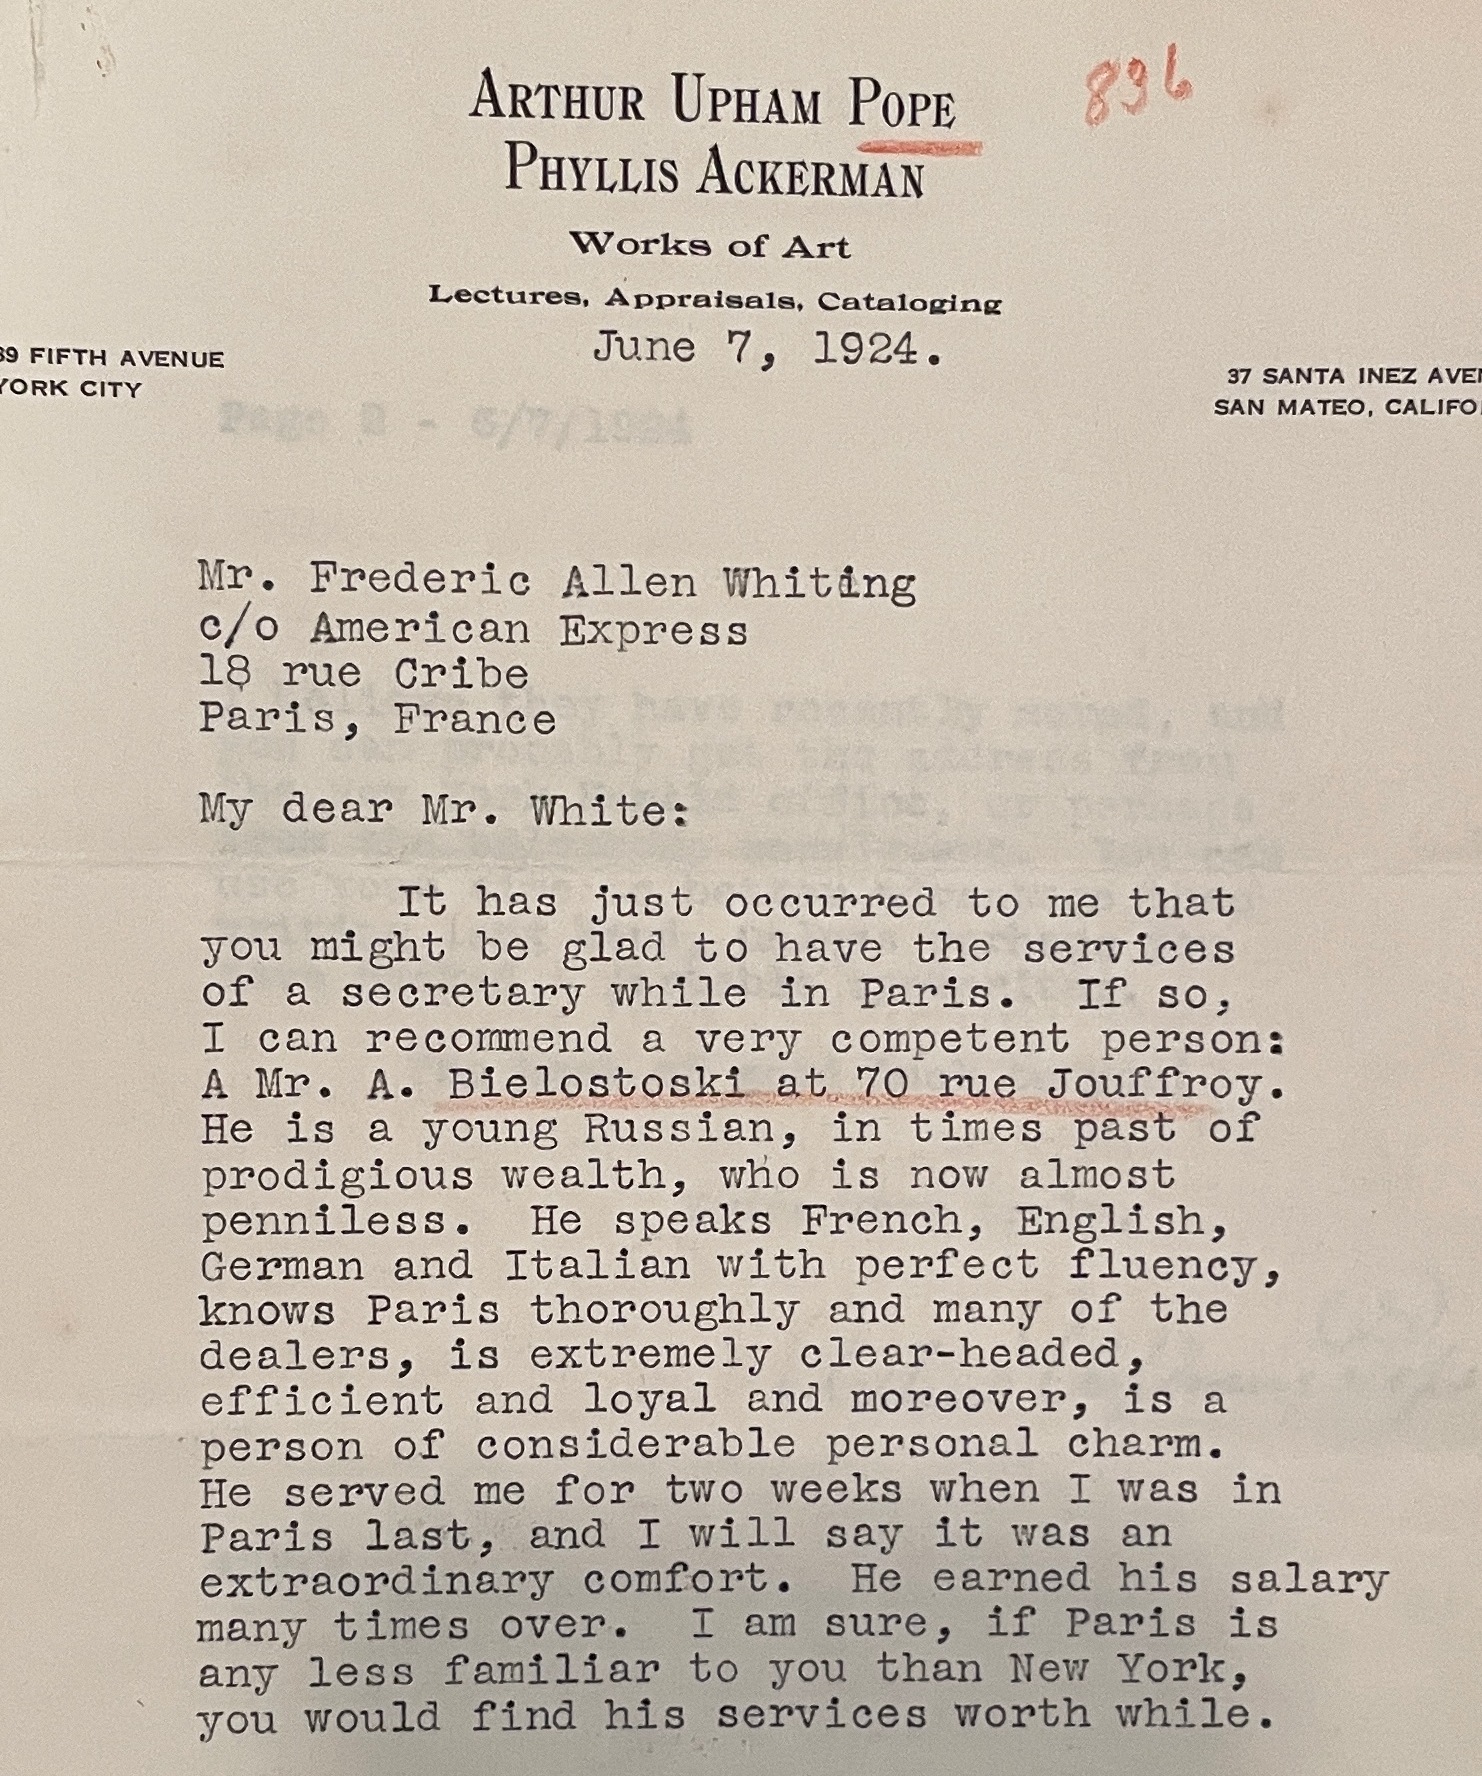 896
ARTHUR UPHAM POPE
PHYLLIS ACKERMAN
Works of Art
Lectures, Appraisals, Cataloging
June 7, 1924.
39 FIFTH AVENUE
YORK CITY
37 SANTA INEZ AVEN
SAN MATEO, CALIFO
Page 2 - 6/7/1924
Mr. Frederic Allen Whiting
c/o American Express
18 rue Cribe
Paris, France
My dear Mr. White:
It has just occurred to me that
you might be glad to have the services
of a secretary while in Paris. If so,
I can recommend a very competent person:
A Mr. A. Bielostoski at 70 rue Jouffroy.
He is a young Russian, in times past of
prodigious wealth, who is now almost
penniless. He speaks French, English,
German and Italian with perfect fluency,
knows Paris thoroughly and many of the
dealers, is extremely clear-headed,
efficient and loyal and moreover, is a
person of considerable personal charm.
He served me for two weeks when I was in
Paris last, and I will say it was an
extraordinary comfort. He earned his salary
many times over. I am sure, if Paris is
any less familiar to you than New York,
you would find his services worth while.